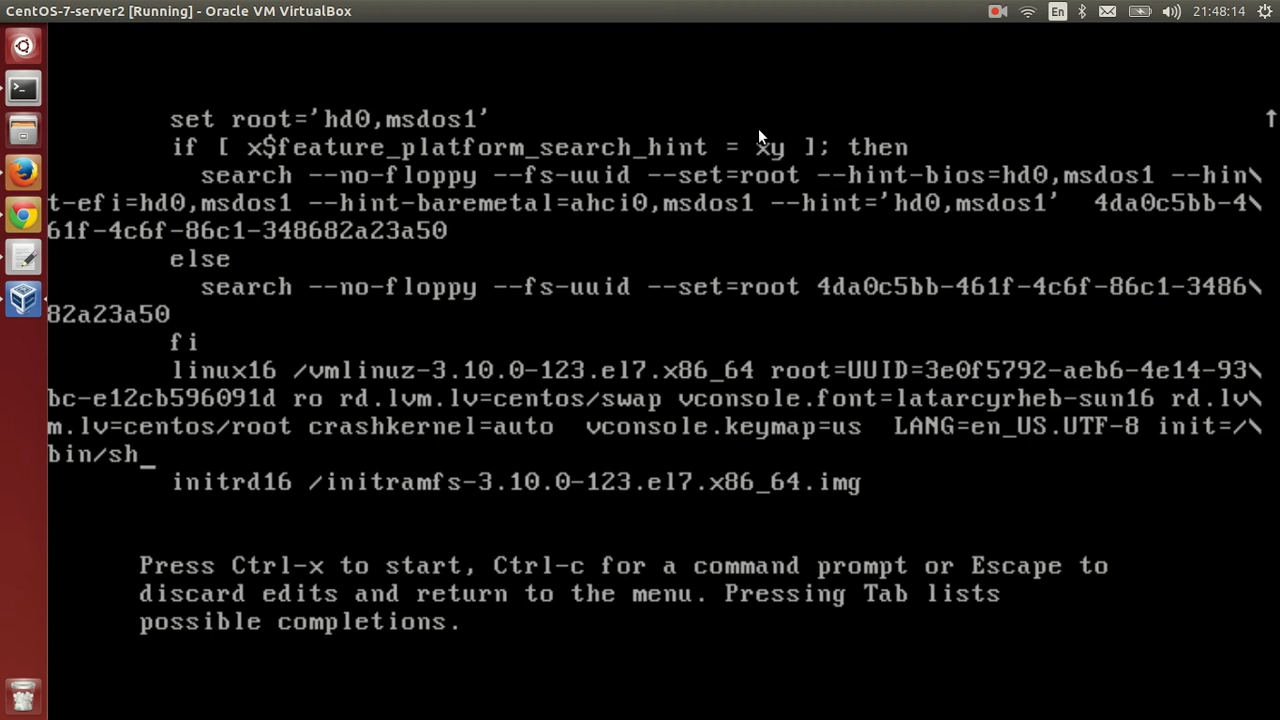 CentOS-7-server2 [Running] - Oracle VM VirtualBox
En
21:48:14
set root='hd0,msdos1'
if [ x$feature_platform_search_hint = xy ]; then
search --no-floppy --fs-uuid --set=root --hint-bios=hd0,msdos1 --hin\
t-efi=hd0,msdos1 --hint-baremetal=ahci0,msdos1 --hint='hd0,msdos1'  4da0c5bb-4\
61f-4c6f-86c1-348682a23a50
else
search --no-floppy --fs-uuid --set=root 4da0c5bb-461f-4c6f-86c1-3486\
82a23a50
fi
linux16 /vmlinuz-3.10.0-123.el7.x86_64 root=UUID=3e0f5792-aeb6-4e14-93\
bc-e12cb596091d ro rd.lvm.lv=centos/swap vconsole.font=latarcyrheb-sun16 rd.lv\
m.lv=centos/root crashkernel=auto  vconsole.keymap=us  LANG=en_US.UTF-8 init=/\
bin/sh_
initrd16 /initramfs-3.10.0-123.el7.x86_64.img
Press Ctrl-x to start, Ctrl-c for a command prompt or Escape to
discard edits and return to the menu. Pressing Tab lists
possible completions.